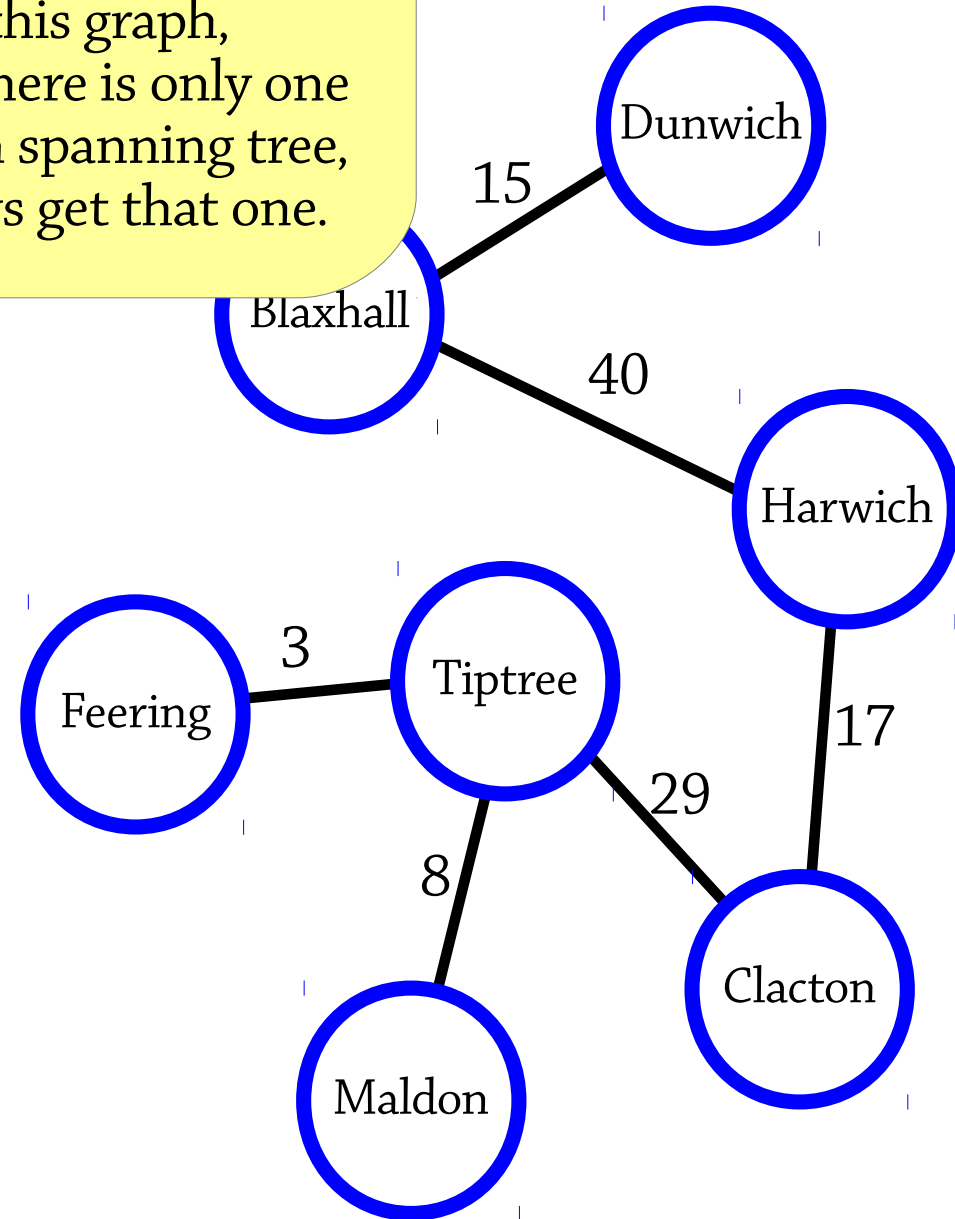 this graph,
here is only one
spanning tree,
get that one.
Dunwich
15
Blaxhall
40
Harwich
3
Tiptree
Feering
17
29
8
Clacton
Maldon